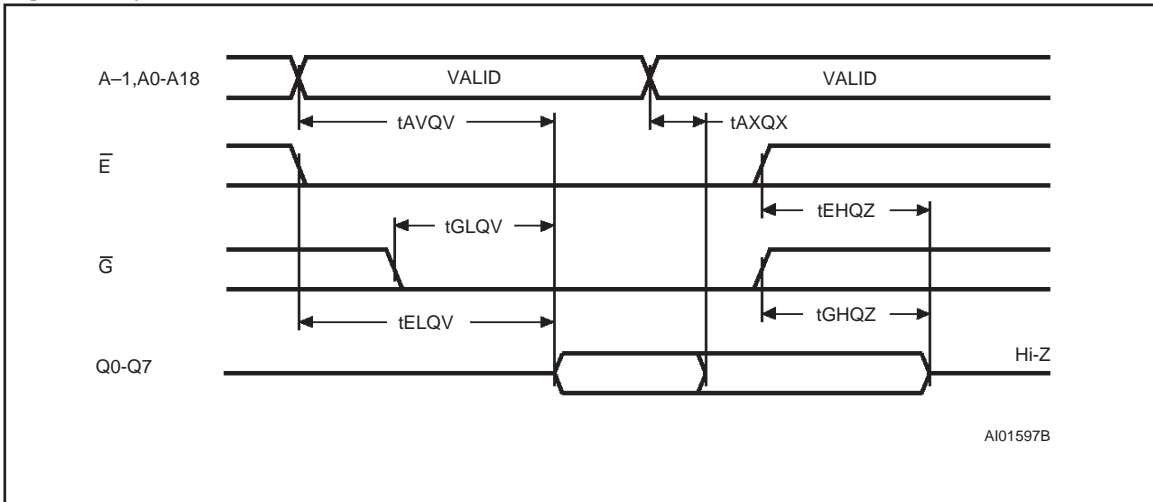 A–1,A0-A18
VALID
VALID
tAVQV
tAXQX
E̅
tEHQZ
tGLQV
G̅
tGHQZ
tELQV
Q0-Q7
Hi-Z
AI01597B